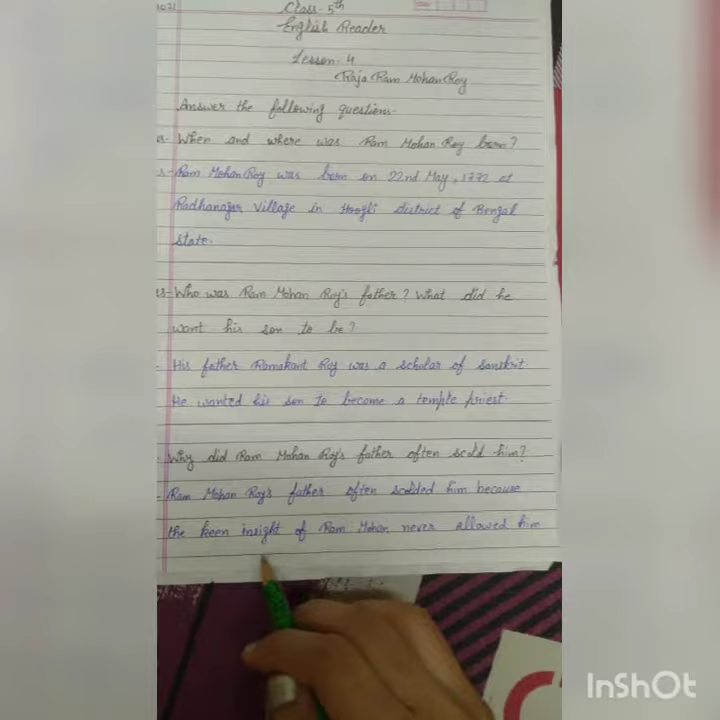 Class - 5th
English Reader
Lesson - 4
Raja Ram Mohan Roy
Answer the following questions -
When and where was Ram Mohan Roy born?
Ram Mohan Roy was born on 22nd May, 1772 at
Radhanagar Village in Hoogli district of Bengal
state.
Who was Ram Mohan Roy's father? What did he
want his son to be?
His father Ramakant Roy was a scholar of Sanskrit.
He wanted his son to become a temple priest.
Why did Ram Mohan Roy's father often scold him?
Ram Mohan Roy's father often scolded him because
the keen insight of Ram Mohan never allowed him
InShOt